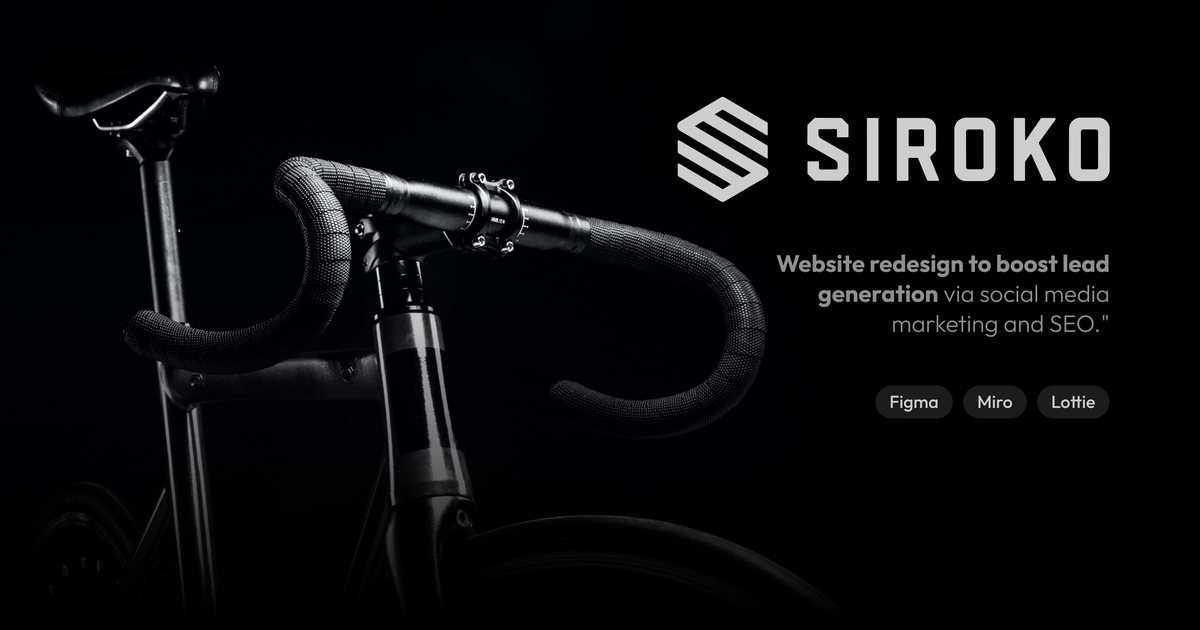 SIROKO
Website redesign to boost lead
generation via social media
marketing and SEO."
Figma
Miro
Lottie